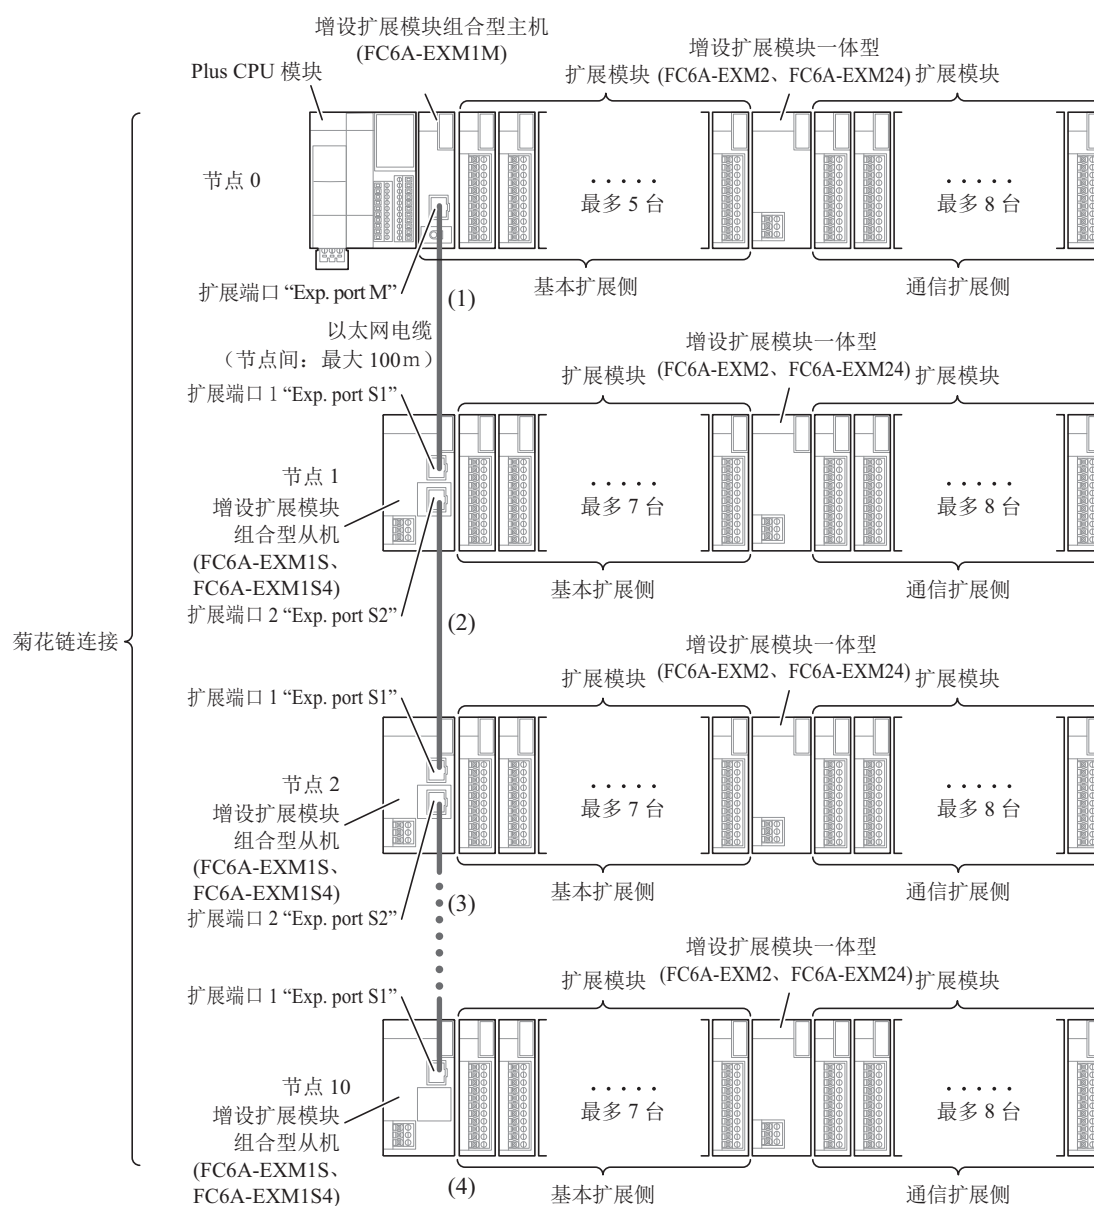 增设扩展模块组合型主机
(FC6A-EXM1M)
Plus CPU 模块
增设扩展模块一体型
扩展模块 (FC6A-EXM2、FC6A-EXM24) 扩展模块
节点 0
最多 5 台
最多 8 台
扩展端口 “Exp. port M”
(1)
基本扩展侧
通信扩展侧
以太网电缆
（节点间：最大 100m）
增设扩展模块一体型
扩展模块 (FC6A-EXM2、FC6A-EXM24) 扩展模块
扩展端口 1 “Exp. port S1”
节点 1
增设扩展模块
组合型从机
(FC6A-EXM1S、
FC6A-EXM1S4)
最多 7 台
最多 8 台
基本扩展侧
通信扩展侧
扩展端口 2 “Exp. port S2”
(2)
菊花链连接
增设扩展模块一体型
扩展模块 (FC6A-EXM2、FC6A-EXM24) 扩展模块
扩展端口 1 “Exp. port S1”
节点 2
增设扩展模块
组合型从机
(FC6A-EXM1S、
FC6A-EXM1S4)
最多 7 台
最多 8 台
基本扩展侧
通信扩展侧
扩展端口 2 “Exp. port S2”
(3)
增设扩展模块一体型
扩展模块 (FC6A-EXM2、FC6A-EXM24) 扩展模块
扩展端口 1 “Exp. port S1”
节点 10
增设扩展模块
组合型从机
(FC6A-EXM1S、
FC6A-EXM1S4)
最多 7 台
最多 8 台
(4)
基本扩展侧
通信扩展侧